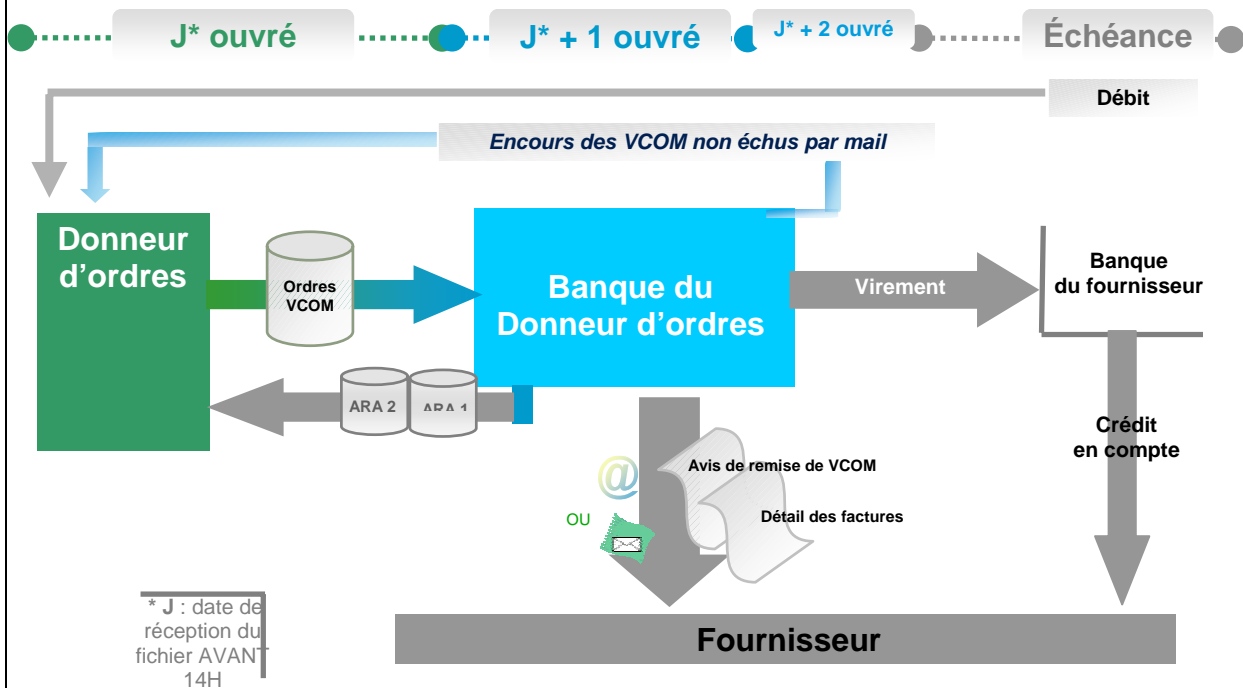 J* ouvré
J* + 1 ouvré
J* + 2 ouvré
Échéance
Débit
Encours des VCOM non échus par mail
Donneur
d'ordres
Ordres
VCOM
Banque du
Donneur d'ordres
Virement
Banque
du fournisseur
ARA 2
ARA 1
Crédit
en compte
@
Avis de remise de VCOM
OU
Détail des factures
* J : date de
réception du
fichier AVANT
14H
Fournisseur